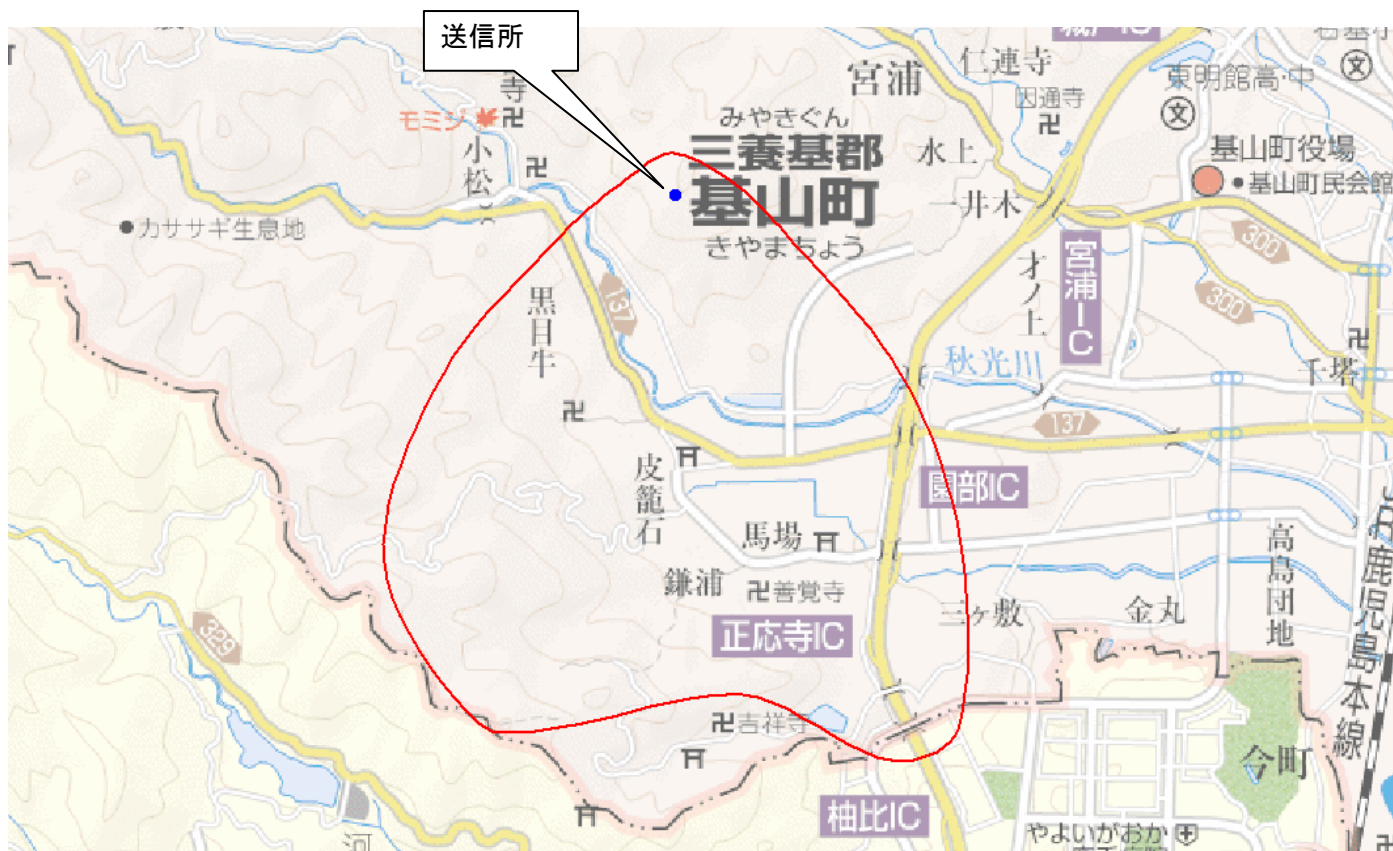 送信所
宮浦
仁連寺
因通寺
東明館高・中
基山町役場
基山町民会館
みやきぐん
三養基郡
基山町
きやまちょう
水上
一井木
モミジ
寺
小松
カササギ生息地
黒目牛
137
才ノ上
宮浦IC
300
300
秋光川
千塔
137
園部IC
皮籠石
馬場
鎌浦
善覚寺
正応寺IC
三ヶ敷
金丸
高島団地
鹿児島本線
329
吉祥寺
柚比IC
今町
やよいがおか
河